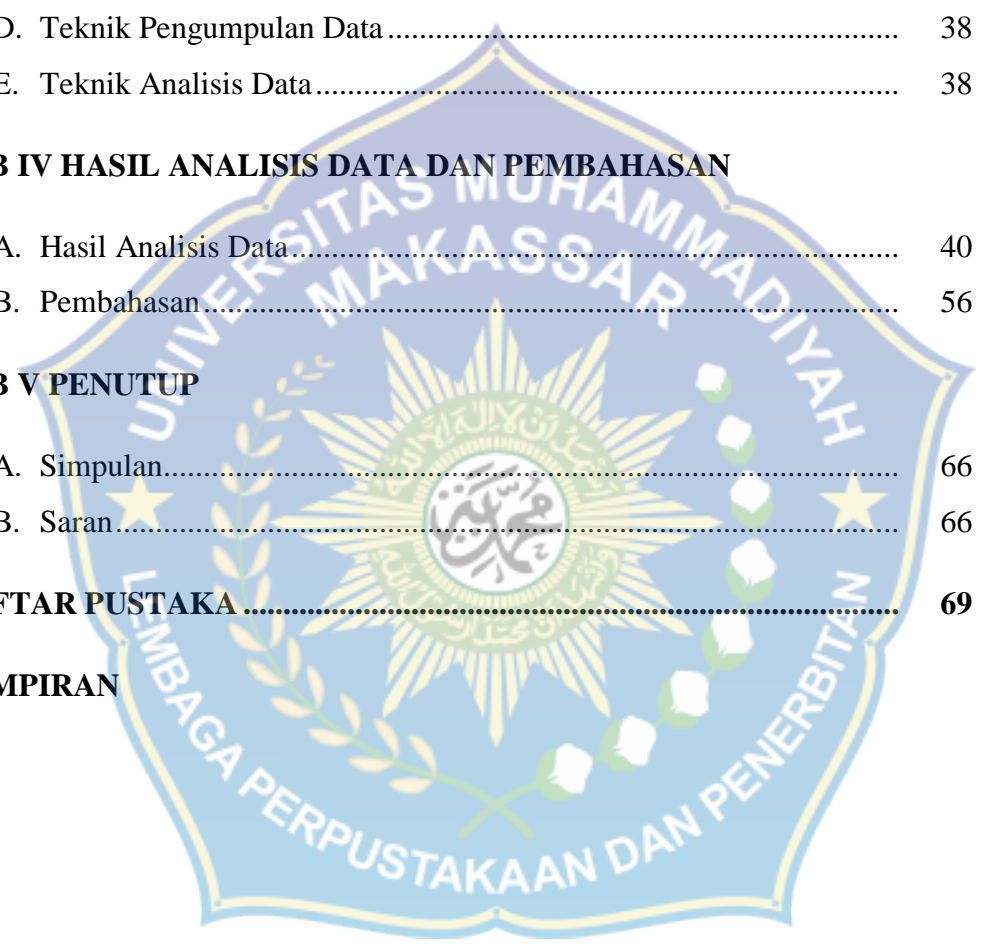 D. Teknik Pengumpulan Data ................................................................ 38
E. Teknik Analisis Data ......................................................................... 38
B IV HASIL ANALISIS DATA DAN PEMBAHASAN
A. Hasil Analisis Data ............................................................................ 40
B. Pembahasan ....................................................................................... 56
B V PENUTUP
A. Simpulan ............................................................................................ 66
B. Saran .................................................................................................. 66
FTAR PUSTAKA .................................................................................. 69
MPIRAN
UNIVERSITAS MUHAMMADIYAH
MAKASSAR
LEMBAGA PERPUSTAKAAN DAN PENERBITAN